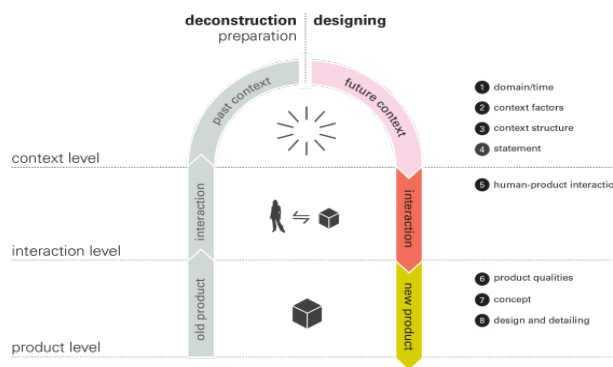 deconstruction designing
preparation
past context
future context
1 domain/time
2 context factors
3 context structure
4 statement
context level
interaction
interaction
5 human-product interactio
interaction level
old product
new product
6 product qualities
7 concept
8 design and detailing
product level